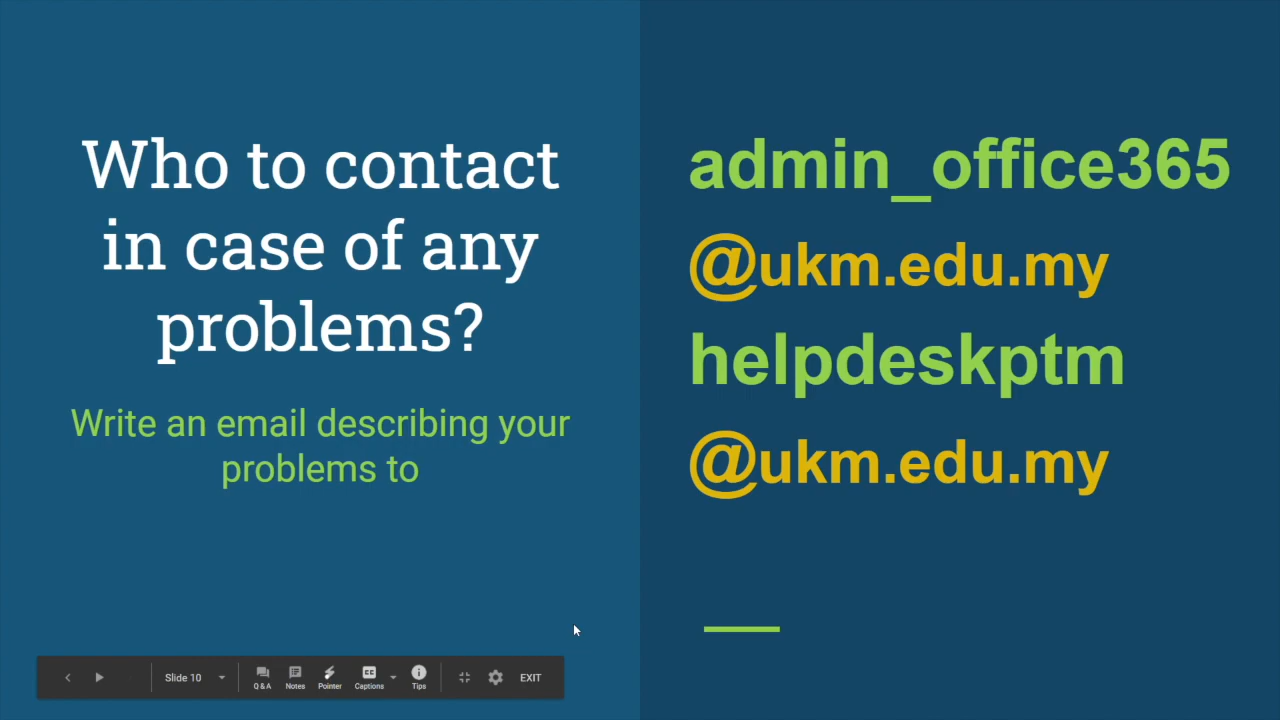 Who to contact
in case of any
problems?
Write an email describing your
problems to
admin_office365
@ukm.edu.my
helpdeskptm
@ukm.edu.my
Slide 10
Q & A
Notes
Pointer
Captions
Tips
EXIT